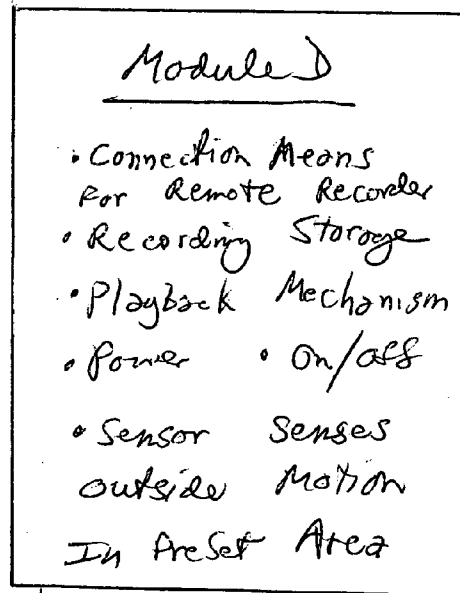 Module D
• Connection Means
For Remote Recorder
• Recording Storage
• Playback Mechanism
• Power • On/off
• Sensor Senses
outside Motion
In PreSet Area